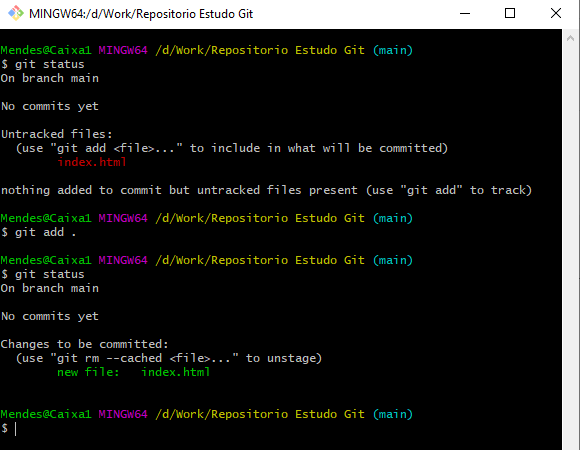 MINGW64:/d/Work/Repositorio Estudo Git
Mendes@Caixa1 MINGW64 /d/Work/Repositorio Estudo Git (main)
$ git status
On branch main
No commits yet
Untracked files:
  (use "git add <file>..." to include in what will be committed)
        index.html
nothing added to commit but untracked files present (use "git add" to track)
Mendes@Caixa1 MINGW64 /d/Work/Repositorio Estudo Git (main)
$ git add .
Mendes@Caixa1 MINGW64 /d/Work/Repositorio Estudo Git (main)
$ git status
On branch main
No commits yet
Changes to be committed:
  (use "git rm --cached <file>..." to unstage)
        new file:   index.html
Mendes@Caixa1 MINGW64 /d/Work/Repositorio Estudo Git (main)
$